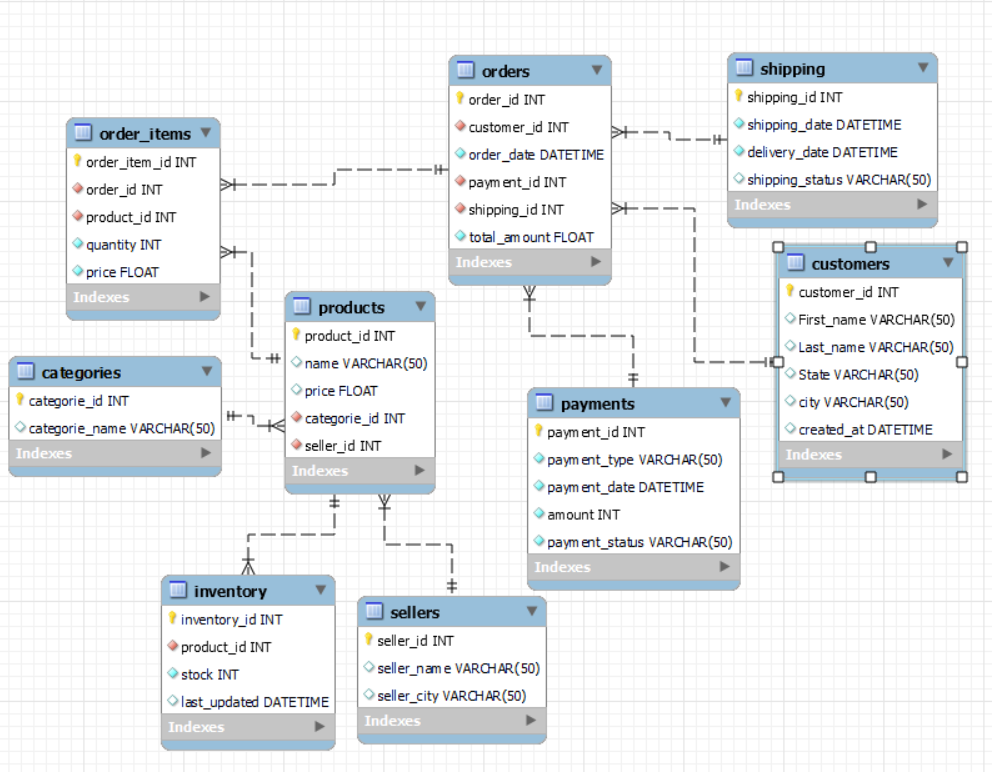 order_items
order_item_id INT
order_id INT
product_id INT
quantity INT
price FLOAT
Indexes
orders
order_id INT
customer_id INT
order_date DATETIME
payment_id INT
shipping_id INT
total_amount FLOAT
Indexes
shipping
shipping_id INT
shipping_date DATETIME
delivery_date DATETIME
shipping_status VARCHAR(50)
Indexes
customers
customer_id INT
First_name VARCHAR(50)
Last_name VARCHAR(50)
State VARCHAR(50)
city VARCHAR(50)
created_at DATETIME
Indexes
products
product_id INT
name VARCHAR(50)
price FLOAT
categorie_id INT
seller_id INT
Indexes
categories
categorie_id INT
categorie_name VARCHAR(50)
Indexes
payments
payment_id INT
payment_type VARCHAR(50)
payment_date DATETIME
amount INT
payment_status VARCHAR(50)
Indexes
inventory
inventory_id INT
product_id INT
stock INT
last_updated DATETIME
Indexes
sellers
seller_id INT
seller_name VARCHAR(50)
seller_city VARCHAR(50)
Indexes